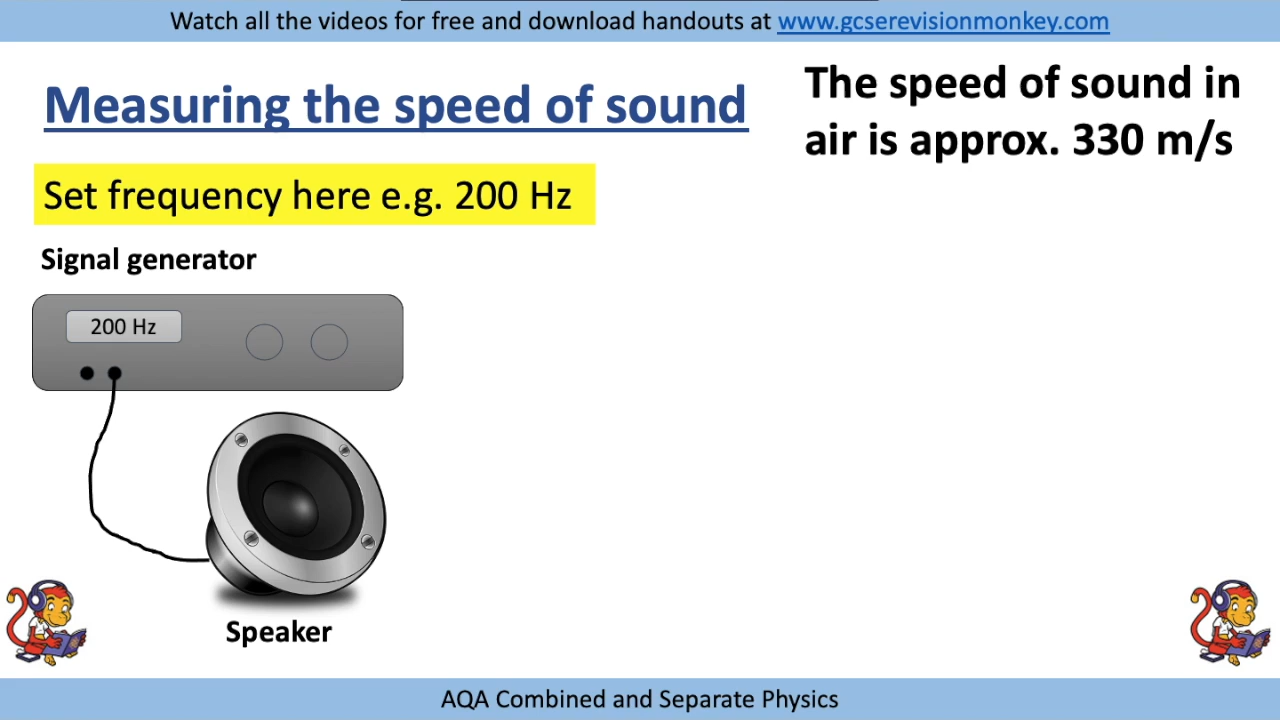 Watch all the videos for free and download handouts at www.gcserevisionmonkey.com
Measuring the speed of sound
The speed of sound in
air is approx. 330 m/s
Set frequency here e.g. 200 Hz
Signal generator
200 Hz
Speaker
AQA Combined and Separate Physics